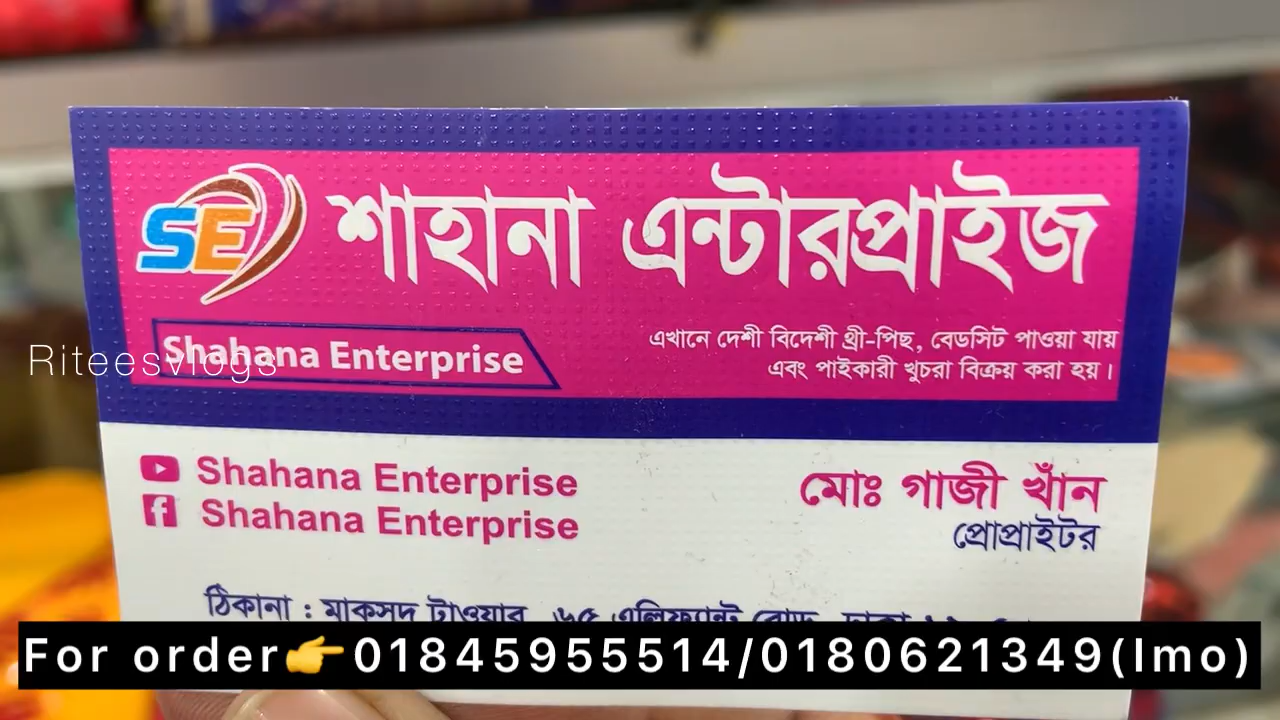 SE শাহানা এন্টারপ্রাইজ
Shahana Enterprise
এখানে দেশী বিদেশী থ্রী-পিছ, বেডসিট পাওয়া যায়
এবং পাইকারী খুচরা বিক্রয় করা হয়।
Riteesvlogs
Shahana Enterprise
Shahana Enterprise
মোঃ গাজী খাঁন
প্রোপ্রাইটর
ঠিকানা : মাকসুদ টাওয়ার, ৬৫ এলিফ্যান্ট রোড, ঢাকা
For order👉01845955514/0180621349(Imo)